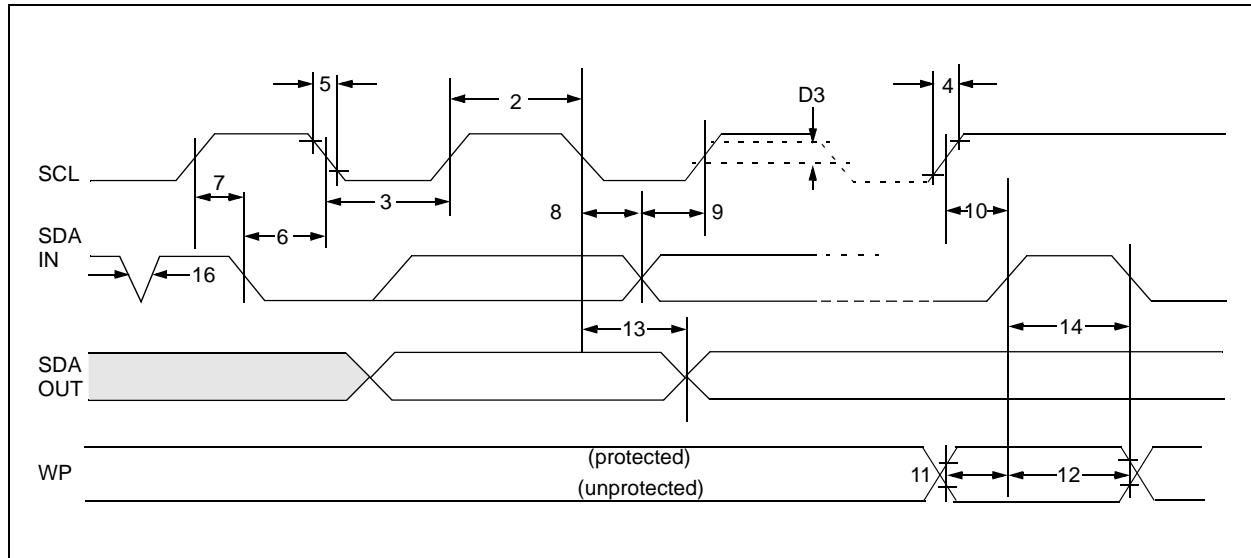 5
2
D3
4
SCL
7
3
8
9
10
SDA
IN
6
16
13
14
SDA
OUT
WP
(protected)
(unprotected)
11
12